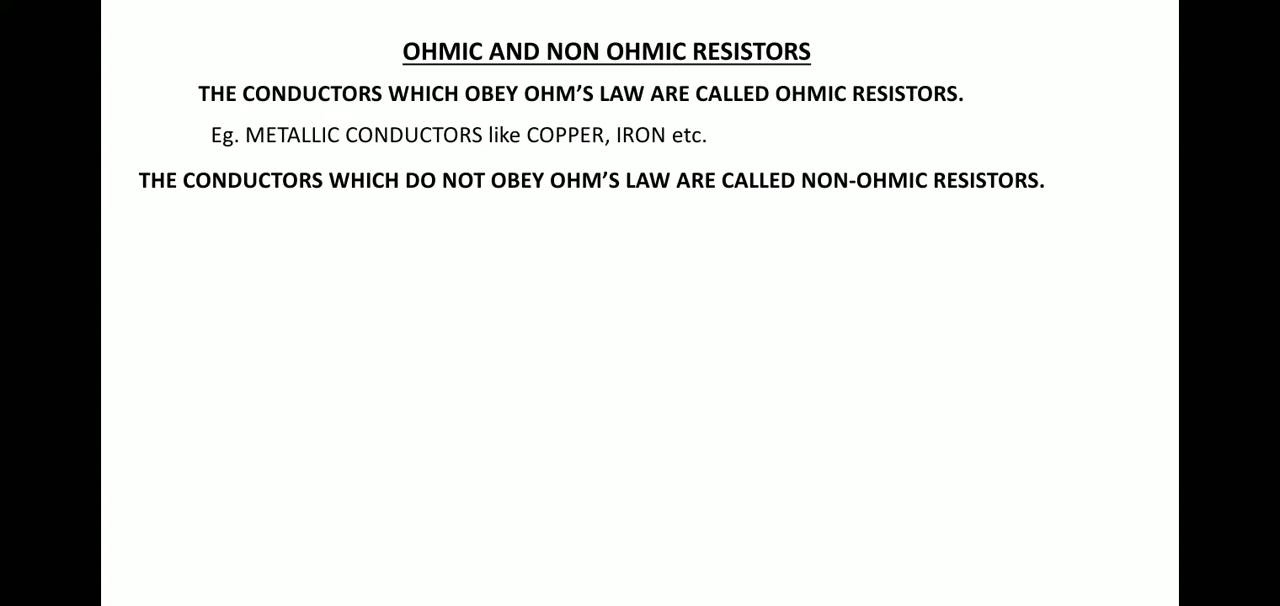 OHMIC AND NON OHMIC RESISTORS
THE CONDUCTORS WHICH OBEY OHM’S LAW ARE CALLED OHMIC RESISTORS.
Eg. METALLIC CONDUCTORS like COPPER, IRON etc.
THE CONDUCTORS WHICH DO NOT OBEY OHM’S LAW ARE CALLED NON-OHMIC RESISTORS.